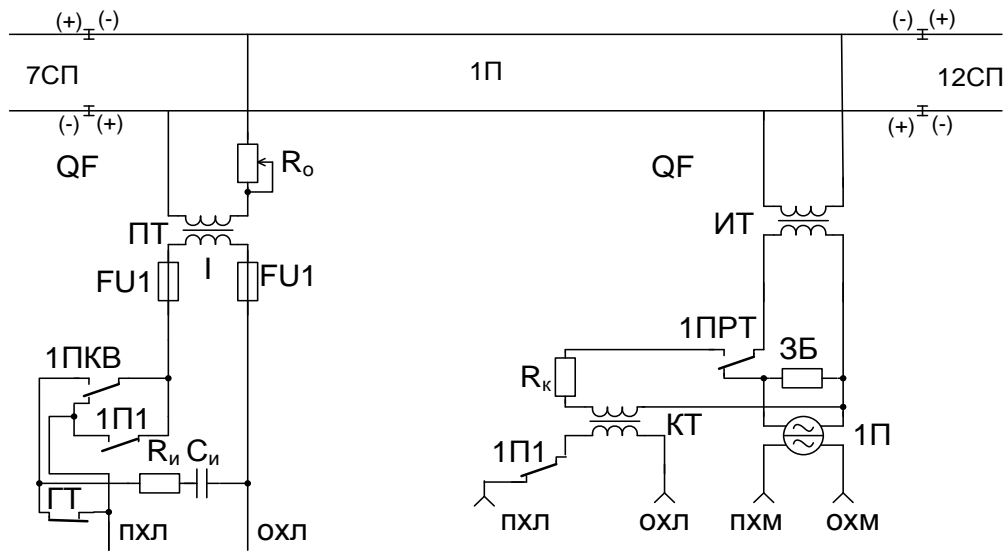 (+) (-)
(-) (+)
7СП
1П
12СП
(-) (+)
(+) (-)
QF
Rо
QF
ПТ
ИТ
FU1
I
FU1
1ПРТ
ЗБ
1ПКВ
Rк
1П1
КТ
1П
Rи
Cи
1П1
ГТ
пхл
охл
пхл
охл
пхм
охм